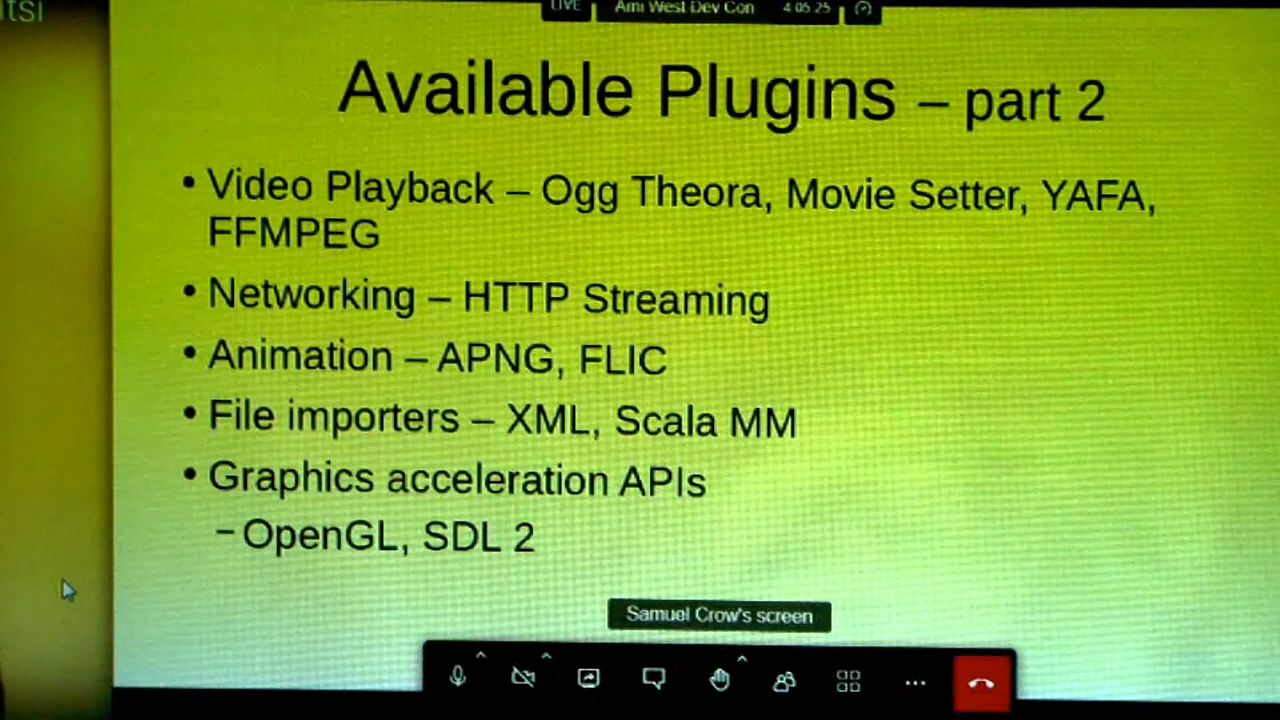 itsi
LIVE
Ami West Dev Con 4:05:25
Available Plugins – part 2
• Video Playback – Ogg Theora, Movie Setter, YAFA,
FFMPEG
• Networking – HTTP Streaming
• Animation – APNG, FLIC
• File importers – XML, Scala MM
• Graphics acceleration APIs
– OpenGL, SDL 2
Samuel Crow's screen